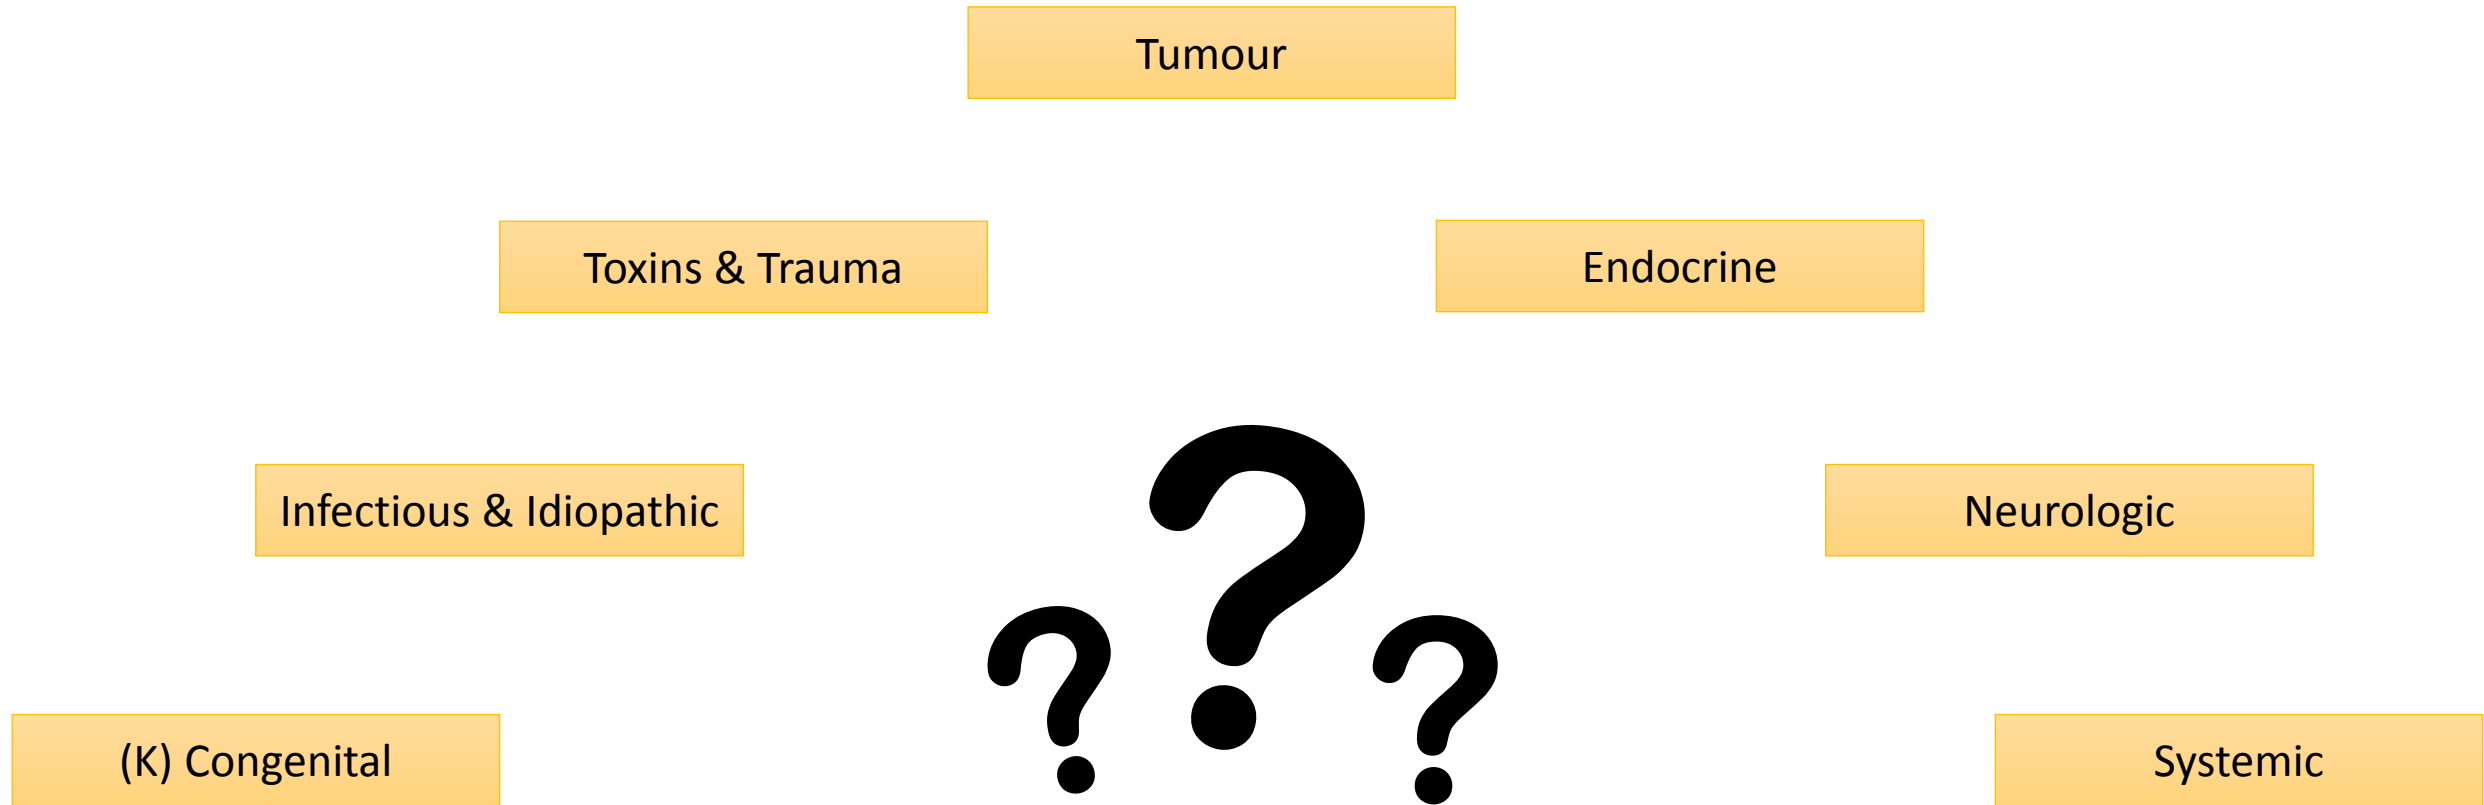 Tumour
Toxins & Trauma
Endocrine
Infectious & Idiopathic
Neurologic
(K) Congenital
Systemic
? ? ?